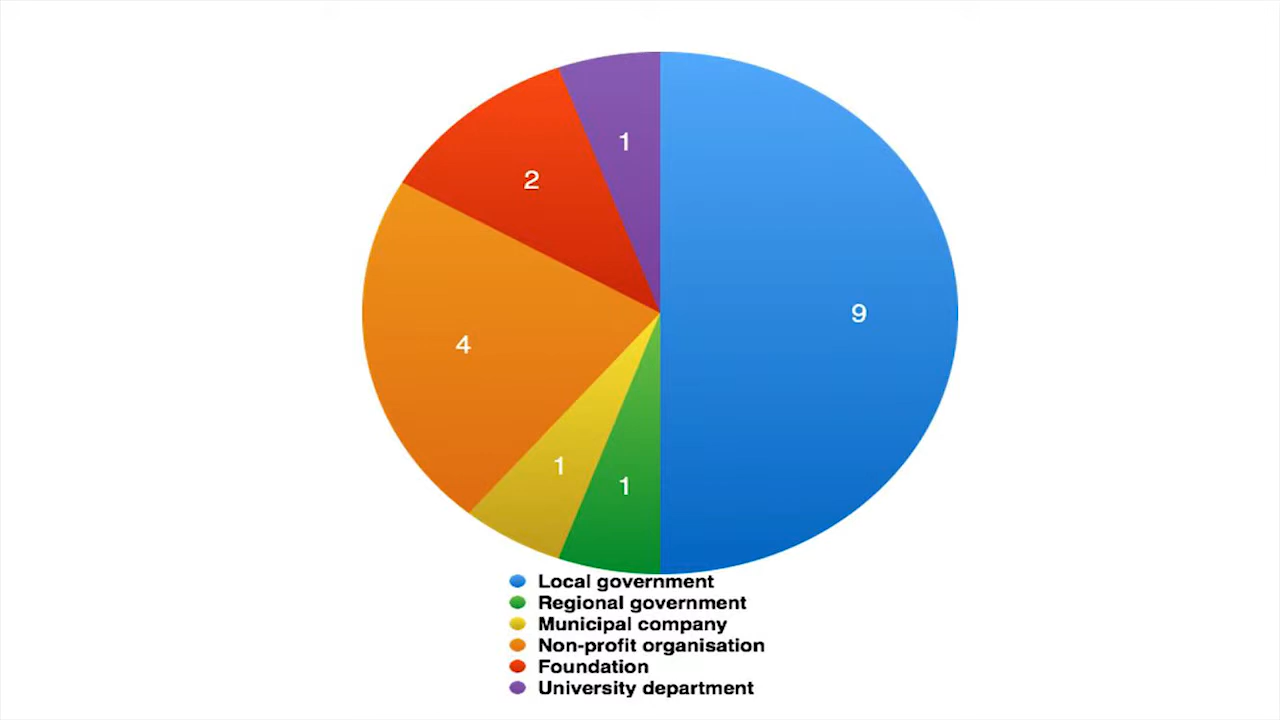 1
2
9
4
1
1
Local government
Regional government
Municipal company
Non-profit organisation
Foundation
University department